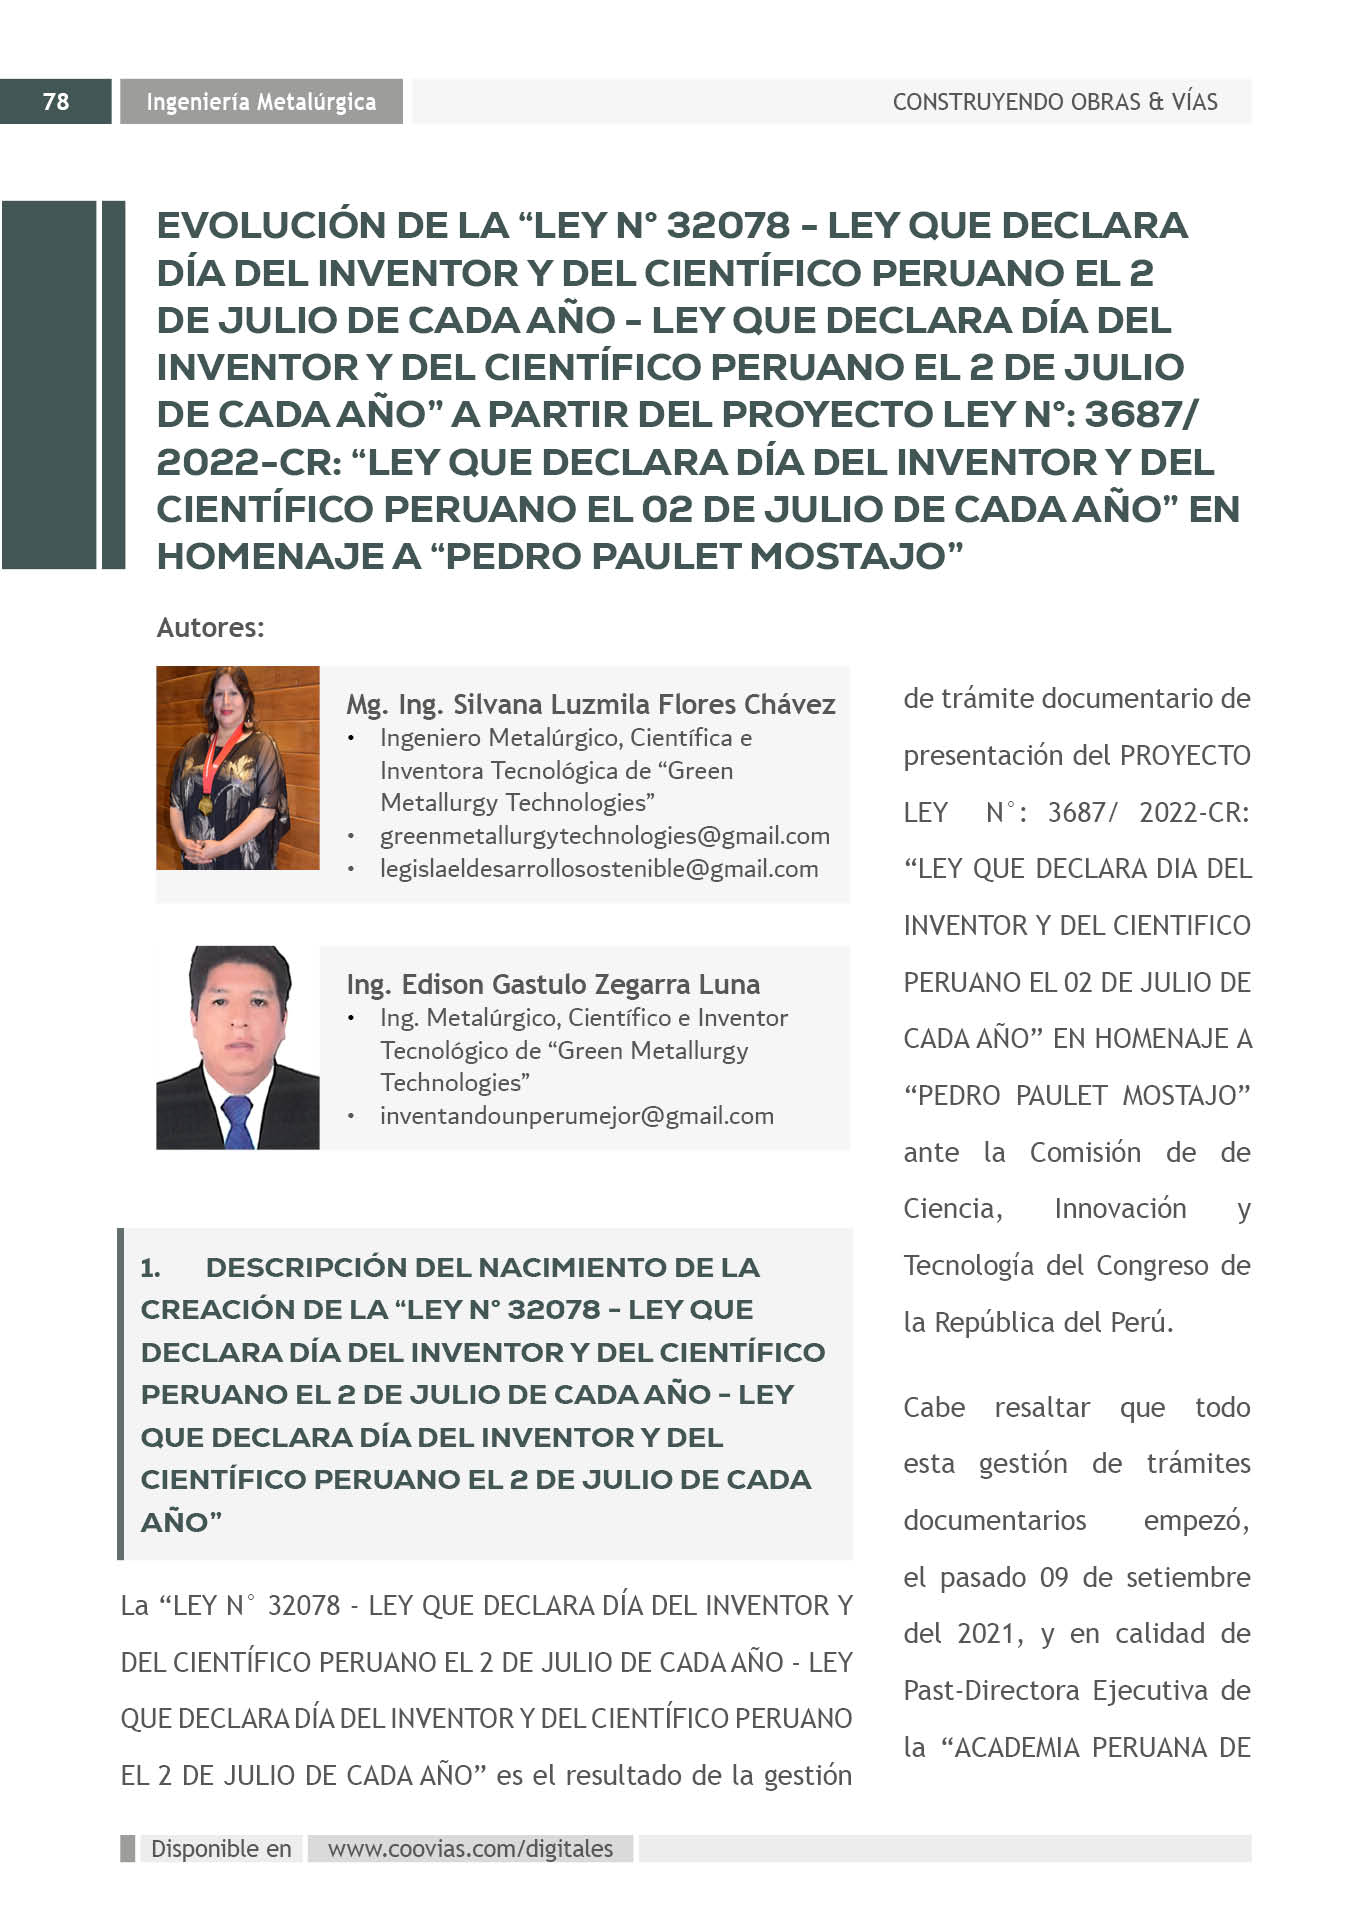 78
Ingeniería Metalúrgica
CONSTRUYENDO OBRAS & VÍAS
EVOLUCIÓN DE LA “LEY N° 32078 - LEY QUE DECLARA
DÍA DEL INVENTOR Y DEL CIENTÍFICO PERUANO EL 2
DE JULIO DE CADA AÑO - LEY QUE DECLARA DÍA DEL
INVENTOR Y DEL CIENTÍFICO PERUANO EL 2 DE JULIO
DE CADA AÑO” A PARTIR DEL PROYECTO LEY N°: 3687/
2022-CR: “LEY QUE DECLARA DÍA DEL INVENTOR Y DEL
CIENTÍFICO PERUANO EL 02 DE JULIO DE CADA AÑO” EN
HOMENAJE A “PEDRO PAULET MOSTAJO”
Autores:
Mg. Ing. Silvana Luzmila Flores Chávez
• Ingeniero Metalúrgico, Científica e
Inventora Tecnológica de “Green
Metallurgy Technologies”
• greenmetallurgytechnologies@gmail.com
• legislaeldesarrollosostenible@gmail.com
Ing. Edison Gastulo Zegarra Luna
• Ing. Metalúrgico, Científico e Inventor
Tecnológico de “Green Metallurgy
Technologies”
• inventandounperumejor@gmail.com
1. DESCRIPCIÓN DEL NACIMIENTO DE LA
CREACIÓN DE LA “LEY N° 32078 - LEY QUE
DECLARA DÍA DEL INVENTOR Y DEL CIENTÍFICO
PERUANO EL 2 DE JULIO DE CADA AÑO - LEY
QUE DECLARA DÍA DEL INVENTOR Y DEL
CIENTÍFICO PERUANO EL 2 DE JULIO DE CADA
AÑO”
La “LEY N° 32078 - LEY QUE DECLARA DÍA DEL INVENTOR Y
DEL CIENTÍFICO PERUANO EL 2 DE JULIO DE CADA AÑO - LEY
QUE DECLARA DÍA DEL INVENTOR Y DEL CIENTÍFICO PERUANO
EL 2 DE JULIO DE CADA AÑO” es el resultado de la gestión
de trámite documentario de
presentación del PROYECTO
LEY N°: 3687/ 2022-CR:
“LEY QUE DECLARA DIA DEL
INVENTOR Y DEL CIENTIFICO
PERUANO EL 02 DE JULIO DE
CADA AÑO” EN HOMENAJE A
“PEDRO PAULET MOSTAJO”
ante la Comisión de de
Ciencia, Innovación y
Tecnología del Congreso de
la República del Perú.
Cabe resaltar que todo
esta gestión de trámites
documentarios empezó,
el pasado 09 de setiembre
del 2021, y en calidad de
Past-Directora Ejecutiva de
la “ACADEMIA PERUANA DE
Disponible en
www.coovias.com/digitales